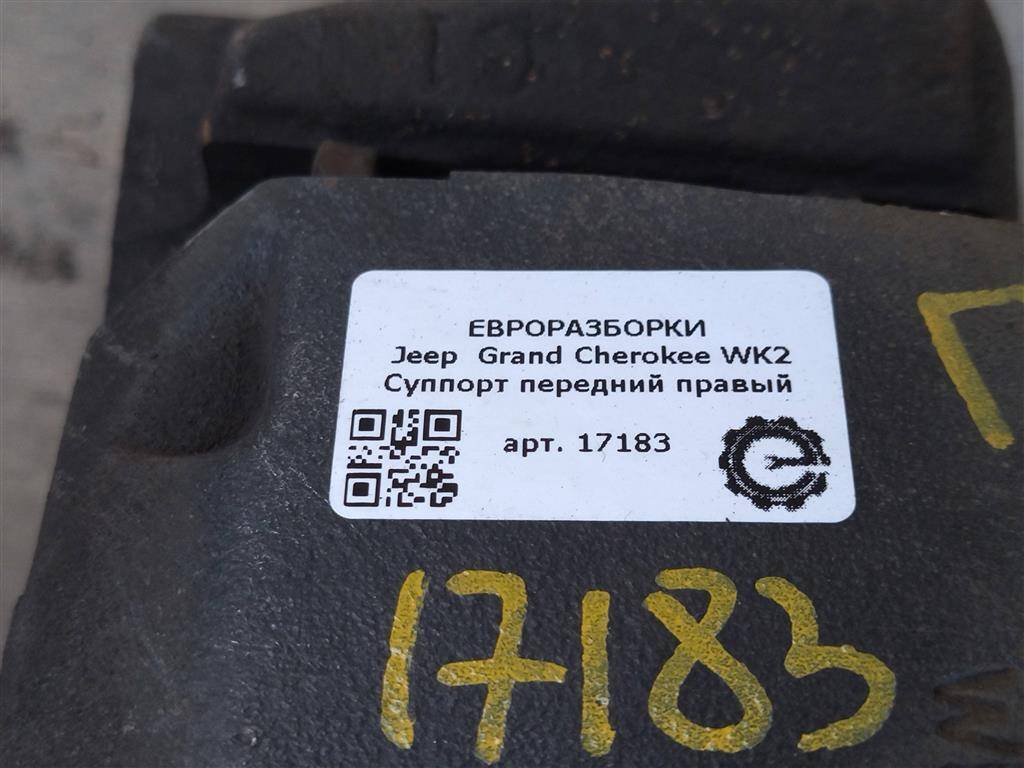 ЕВРОРАЗБОРКИ
Jeep Grand Cherokee WK2
Суппорт передний правый
арт. 17183
17183